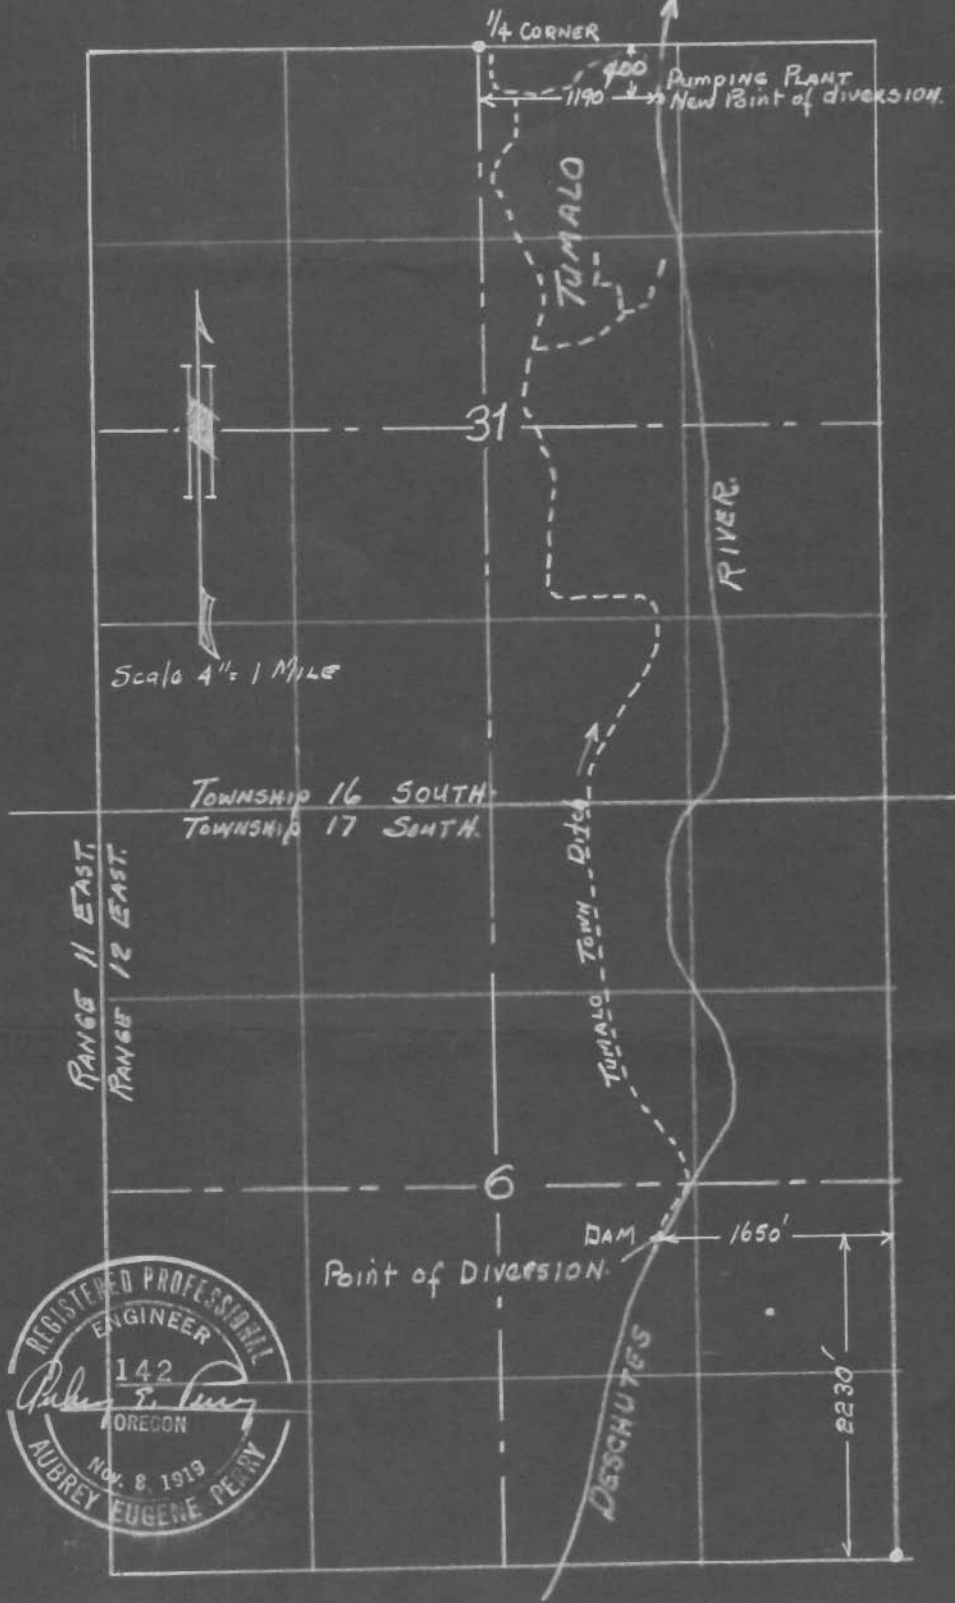 1/4 CORNER
400'
1190'
Pumping PLANT
New Point of diversion.
TUMALO
31
RIVER.
Scale 4" = 1 MILE
Township 16 South
Township 17 South.
RANGE 11 EAST.
RANGE 12 EAST.
TUMALO TOWN Ditch
6
DAM
1650'
Point of Diversion.
2230'
DESCHUTES
REGISTERED PROFESSIONAL
ENGINEER
142
Aubrey E. Perry
OREGON
Nov. 8, 1919
AUBREY EUGENE PERRY